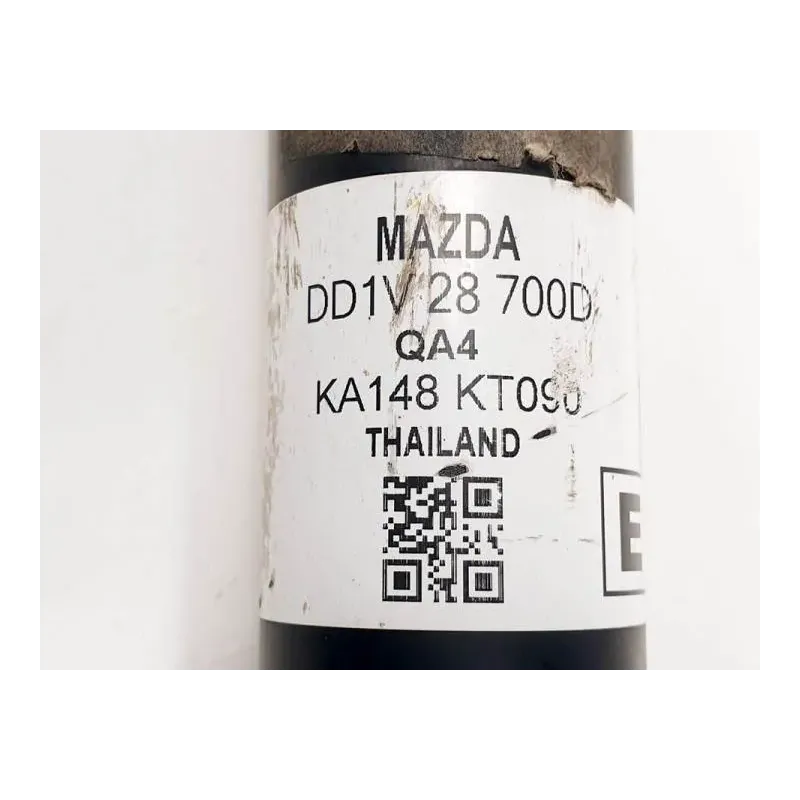 MAZDA
DD1V 28 700D
QA4
KA148 KT090
THAILAND
E